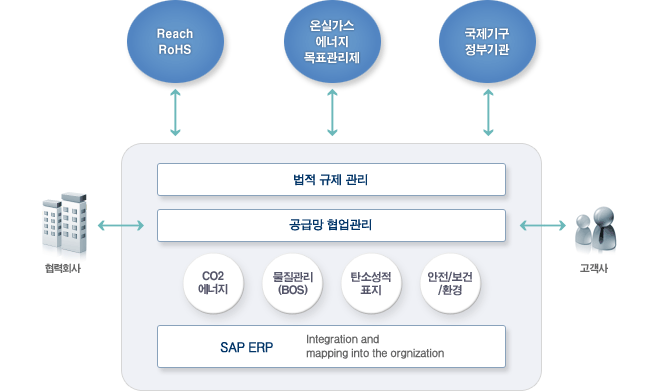 Reach
RoHS
온실가스
에너지
목표관리제
국제기구
정부기관
법적 규제 관리
공급망 협업관리
협력회사
고객사
CO2
에너지
물질관리
(BOS)
탄소성적
표지
안전/보건
/환경
SAP ERP
Integration and
mapping into the orgnization